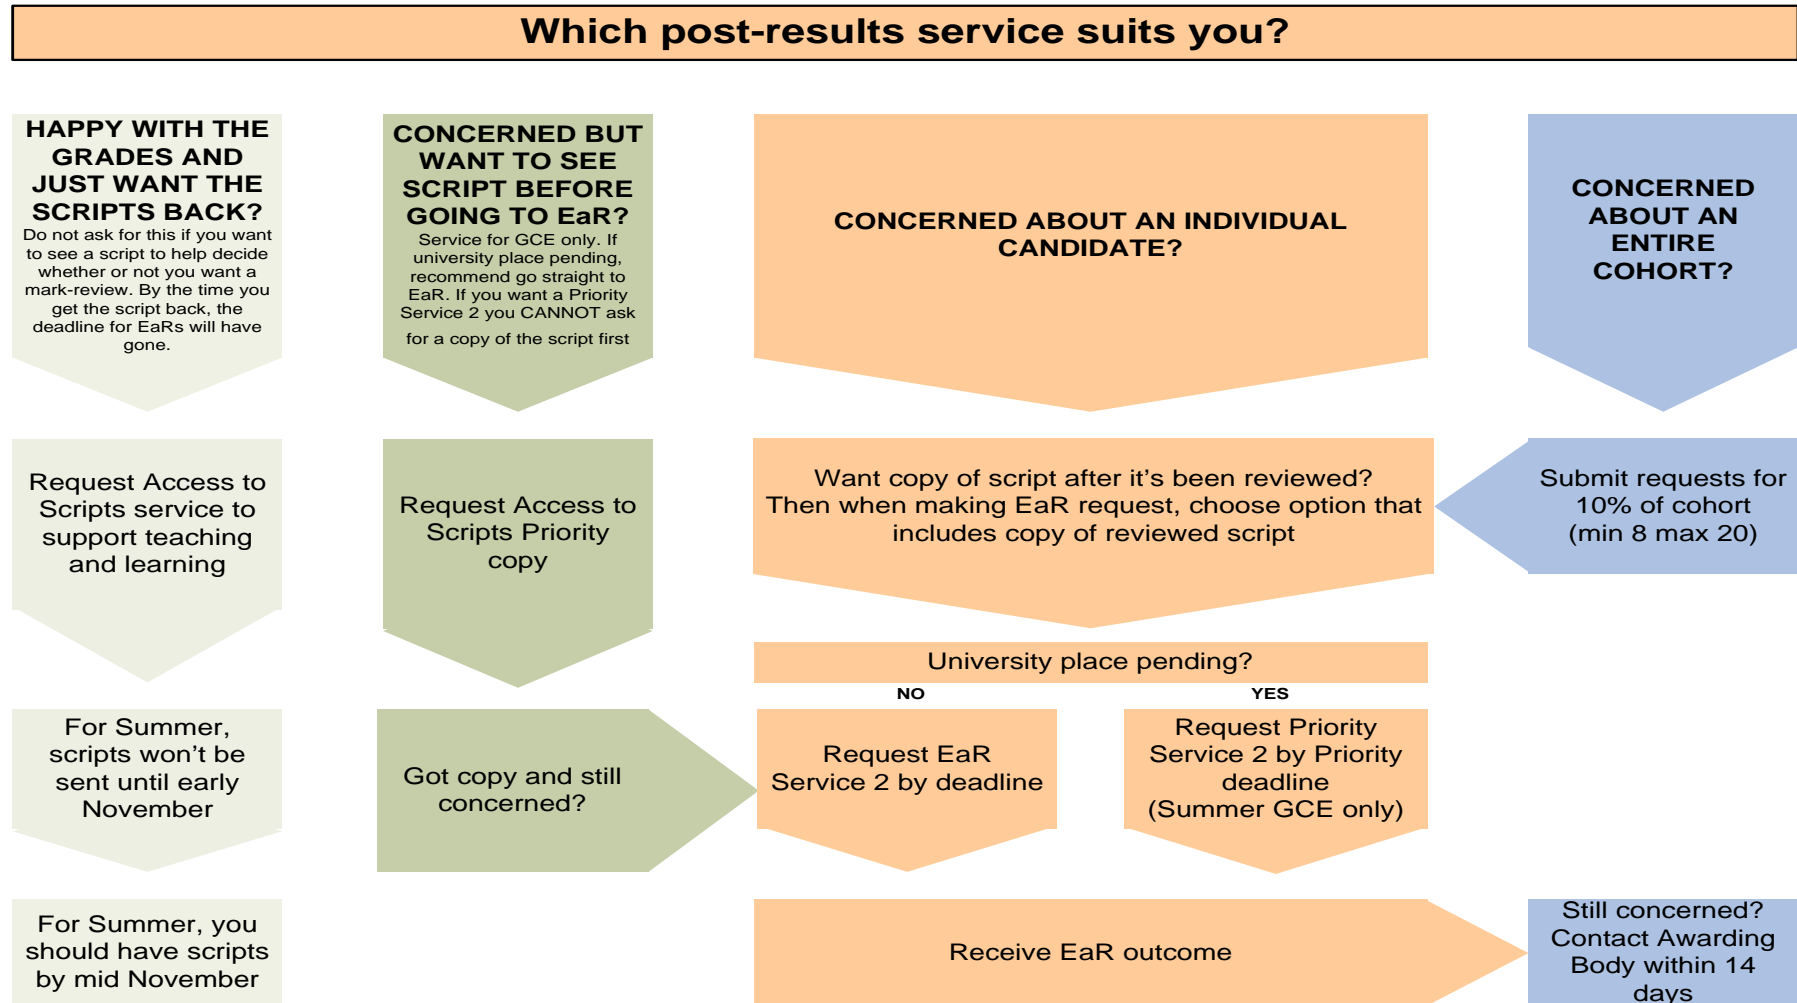 Which post-results service suits you?
HAPPY WITH THE
GRADES AND
JUST WANT THE
SCRIPTS BACK?
Do not ask for this if you want
to see a script to help decide
whether or not you want a
mark-review. By the time you
get the script back, the
deadline for EaRs will have
gone.
Request Access to
Scripts service to
support teaching
and learning
For Summer,
scripts won’t be
sent until early
November
For Summer, you
should have scripts
by mid November
CONCERNED BUT
WANT TO SEE
SCRIPT BEFORE
GOING TO EaR?
Service for GCE only. If
university place pending,
recommend go straight to
EaR. If you want a Priority
Service 2 you CANNOT ask
for a copy of the script first
Request Access to
Scripts Priority
copy
Got copy and still
concerned?
CONCERNED ABOUT AN INDIVIDUAL
CANDIDATE?
Want copy of script after it’s been reviewed?
Then when making EaR request, choose option that
includes copy of reviewed script
University place pending?
NO
YES
Request EaR
Service 2 by deadline
Request Priority
Service 2 by Priority
deadline
(Summer GCE only)
Receive EaR outcome
CONCERNED
ABOUT AN
ENTIRE
COHORT?
Submit requests for
10% of cohort
(min 8 max 20)
Still concerned?
Contact Awarding
Body within 14
days